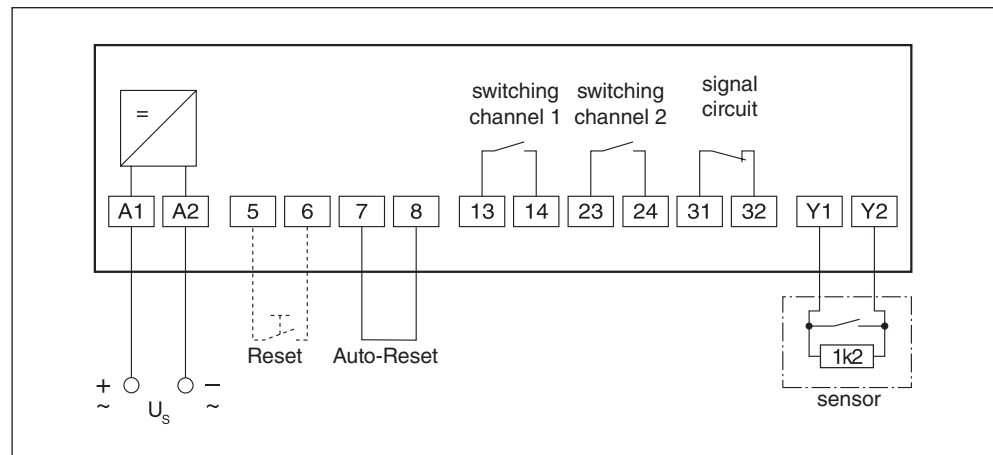 switching channel 1
switching channel 2
signal circuit
=
A1 A2 5 6 7 8 13 14 23 24 31 32 Y1 Y2
Reset
Auto-Reset
1k2
sensor
+ −
~ US ~